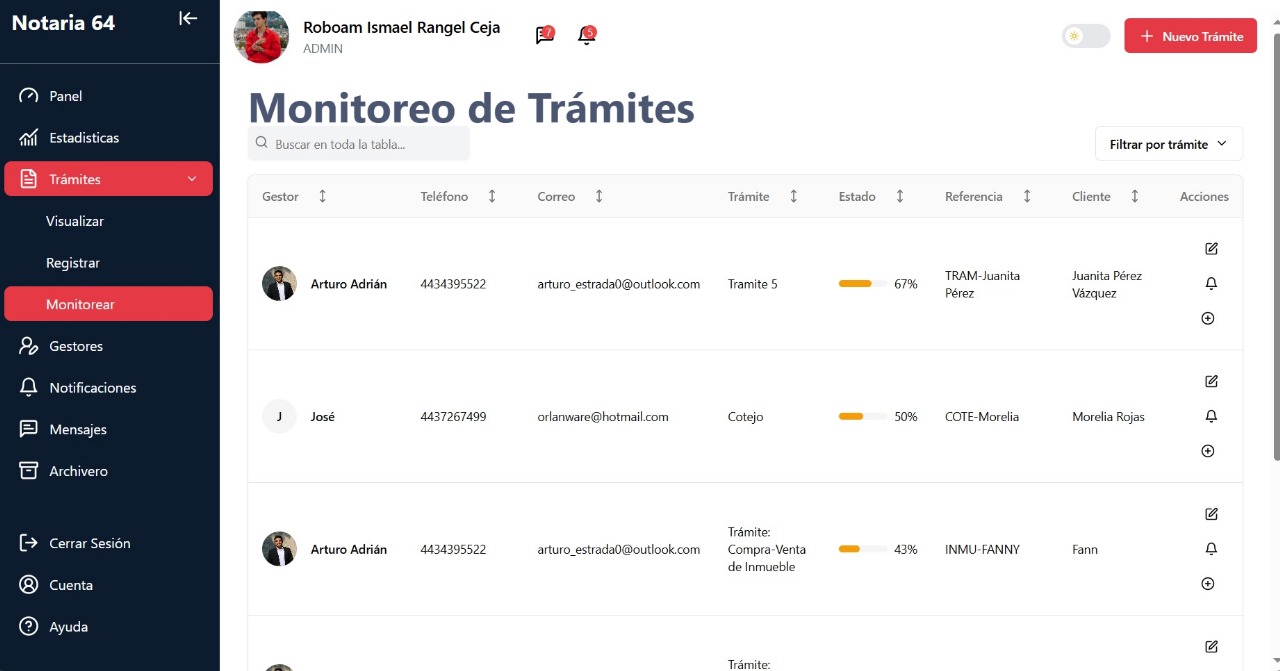 Notaria 64
Roboam Ismael Rangel Ceja
ADMIN
7
5
Nuevo Trámite
Panel
Estadisticas
Trámites
Visualizar
Registrar
Monitorear
Gestores
Notificaciones
Mensajes
Archivero
Cerrar Sesión
Cuenta
Ayuda
Monitoreo de Trámites
Buscar en toda la tabla...
Filtrar por trámite
Gestor Teléfono Correo Trámite Estado Referencia Cliente Acciones
Arturo Adrián 4434395522 arturo_estrada0@outlook.com Tramite 5 67% TRAM-Juanita Juanita Pérez
Pérez Vázquez
J José 4437267499 orlanware@hotmail.com Cotejo 50% COTE-Morelia Morelia Rojas
Trámite:
Arturo Adrián 4434395522 arturo_estrada0@outlook.com Compra-Venta 43% INMU-FANNY Fann
de Inmueble
Trámite: